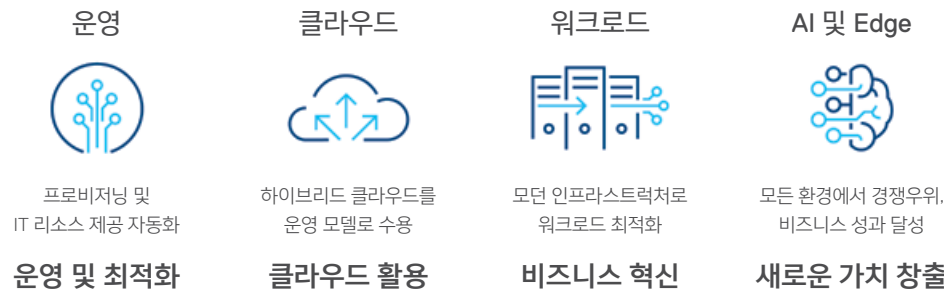 운영
클라우드
워크로드
AI 및 Edge
프로비저닝 및
IT 리소스 제공 자동화
하이브리드 클라우드를
운영 모델로 수용
모던 인프라스트럭처로
워크로드 최적화
모든 환경에서 경쟁우위,
비즈니스 성과 달성
운영 및 최적화
클라우드 활용
비즈니스 혁신
새로운 가치 창출